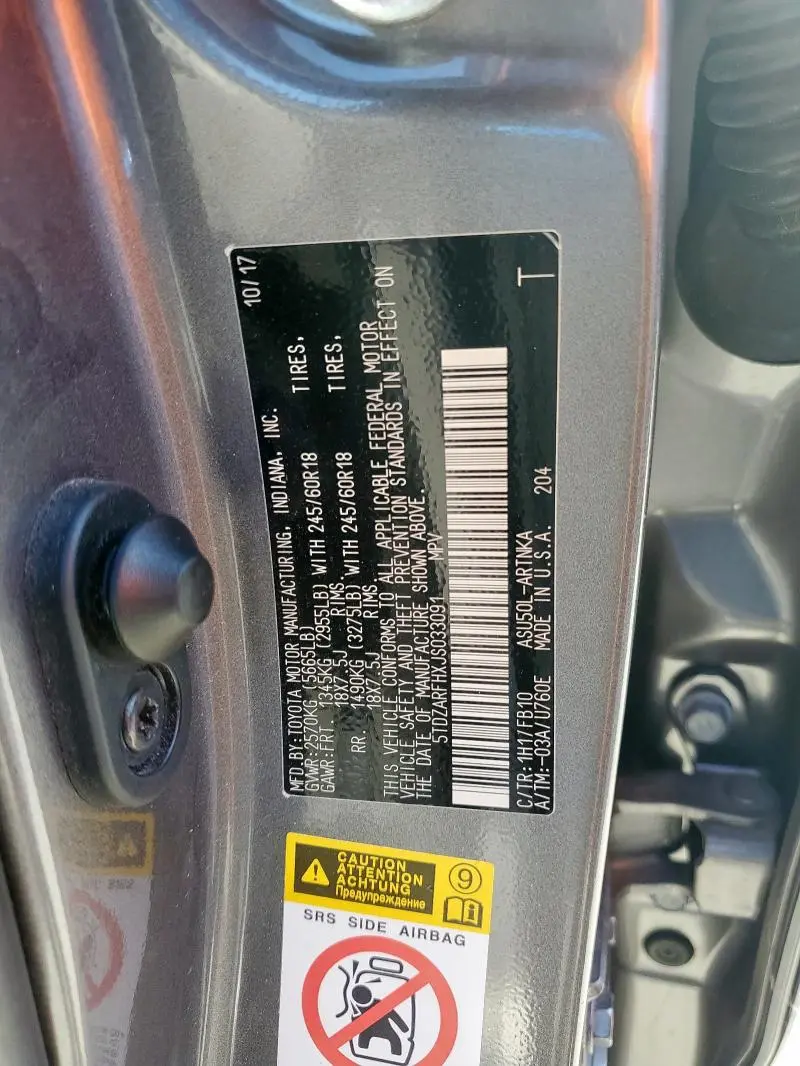 MFD.BY:TOYOTA MOTOR MANUFACTURING, INDIANA, INC. 10/17
GVWR:2570KG (5665LB)
GAWR:FRT 1345KG (2955LB) WITH 245/60R18 TIRES,
18X7.5J RIMS,
RR. 1490KG (3275LB) WITH 245/60R18 TIRES,
18X7.5J RIMS.
THIS VEHICLE CONFORMS TO ALL APPLICABLE FEDERAL MOTOR
VEHICLE SAFETY AND THEFT PREVENTION STANDARDS IN EFFECT ON
THE DATE OF MANUFACTURE SHOWN ABOVE.
5TDZARFHXJS033091 MPV
T
C/TR:1H17/FB10 ASU50L-ARTNKA
A/TM:-03A/U760E MADE IN U.S.A. 204
CAUTION
ATTENTION
ACHTUNG
Предупреждение
9
SRS SIDE AIRBAG